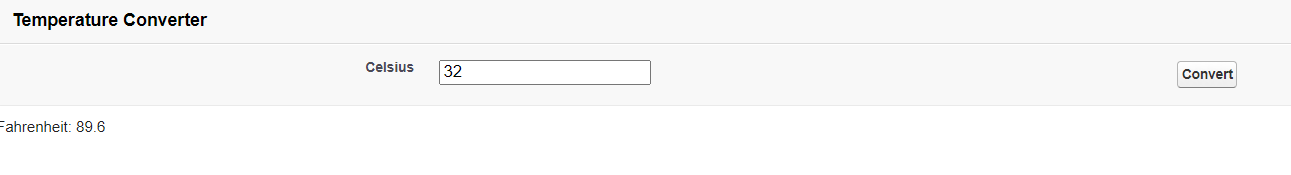 Temperature Converter
Celsius 32 Convert
Fahrenheit: 89.6